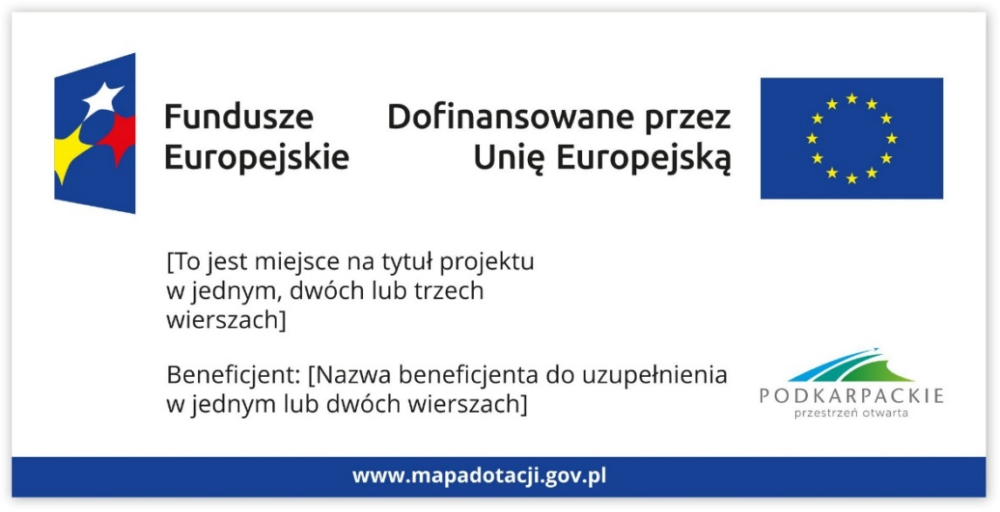 Fundusze
Europejskie
Dofinansowane przez
Unię Europejską
[To jest miejsce na tytuł projektu
w jednym, dwóch lub trzech
wierszach]
Beneficjent: [Nazwa beneficjenta do uzupełnienia
w jednym lub dwóch wierszach]
PODKARPACKIE
przestrzeń otwarta
www.mapadotacji.gov.pl